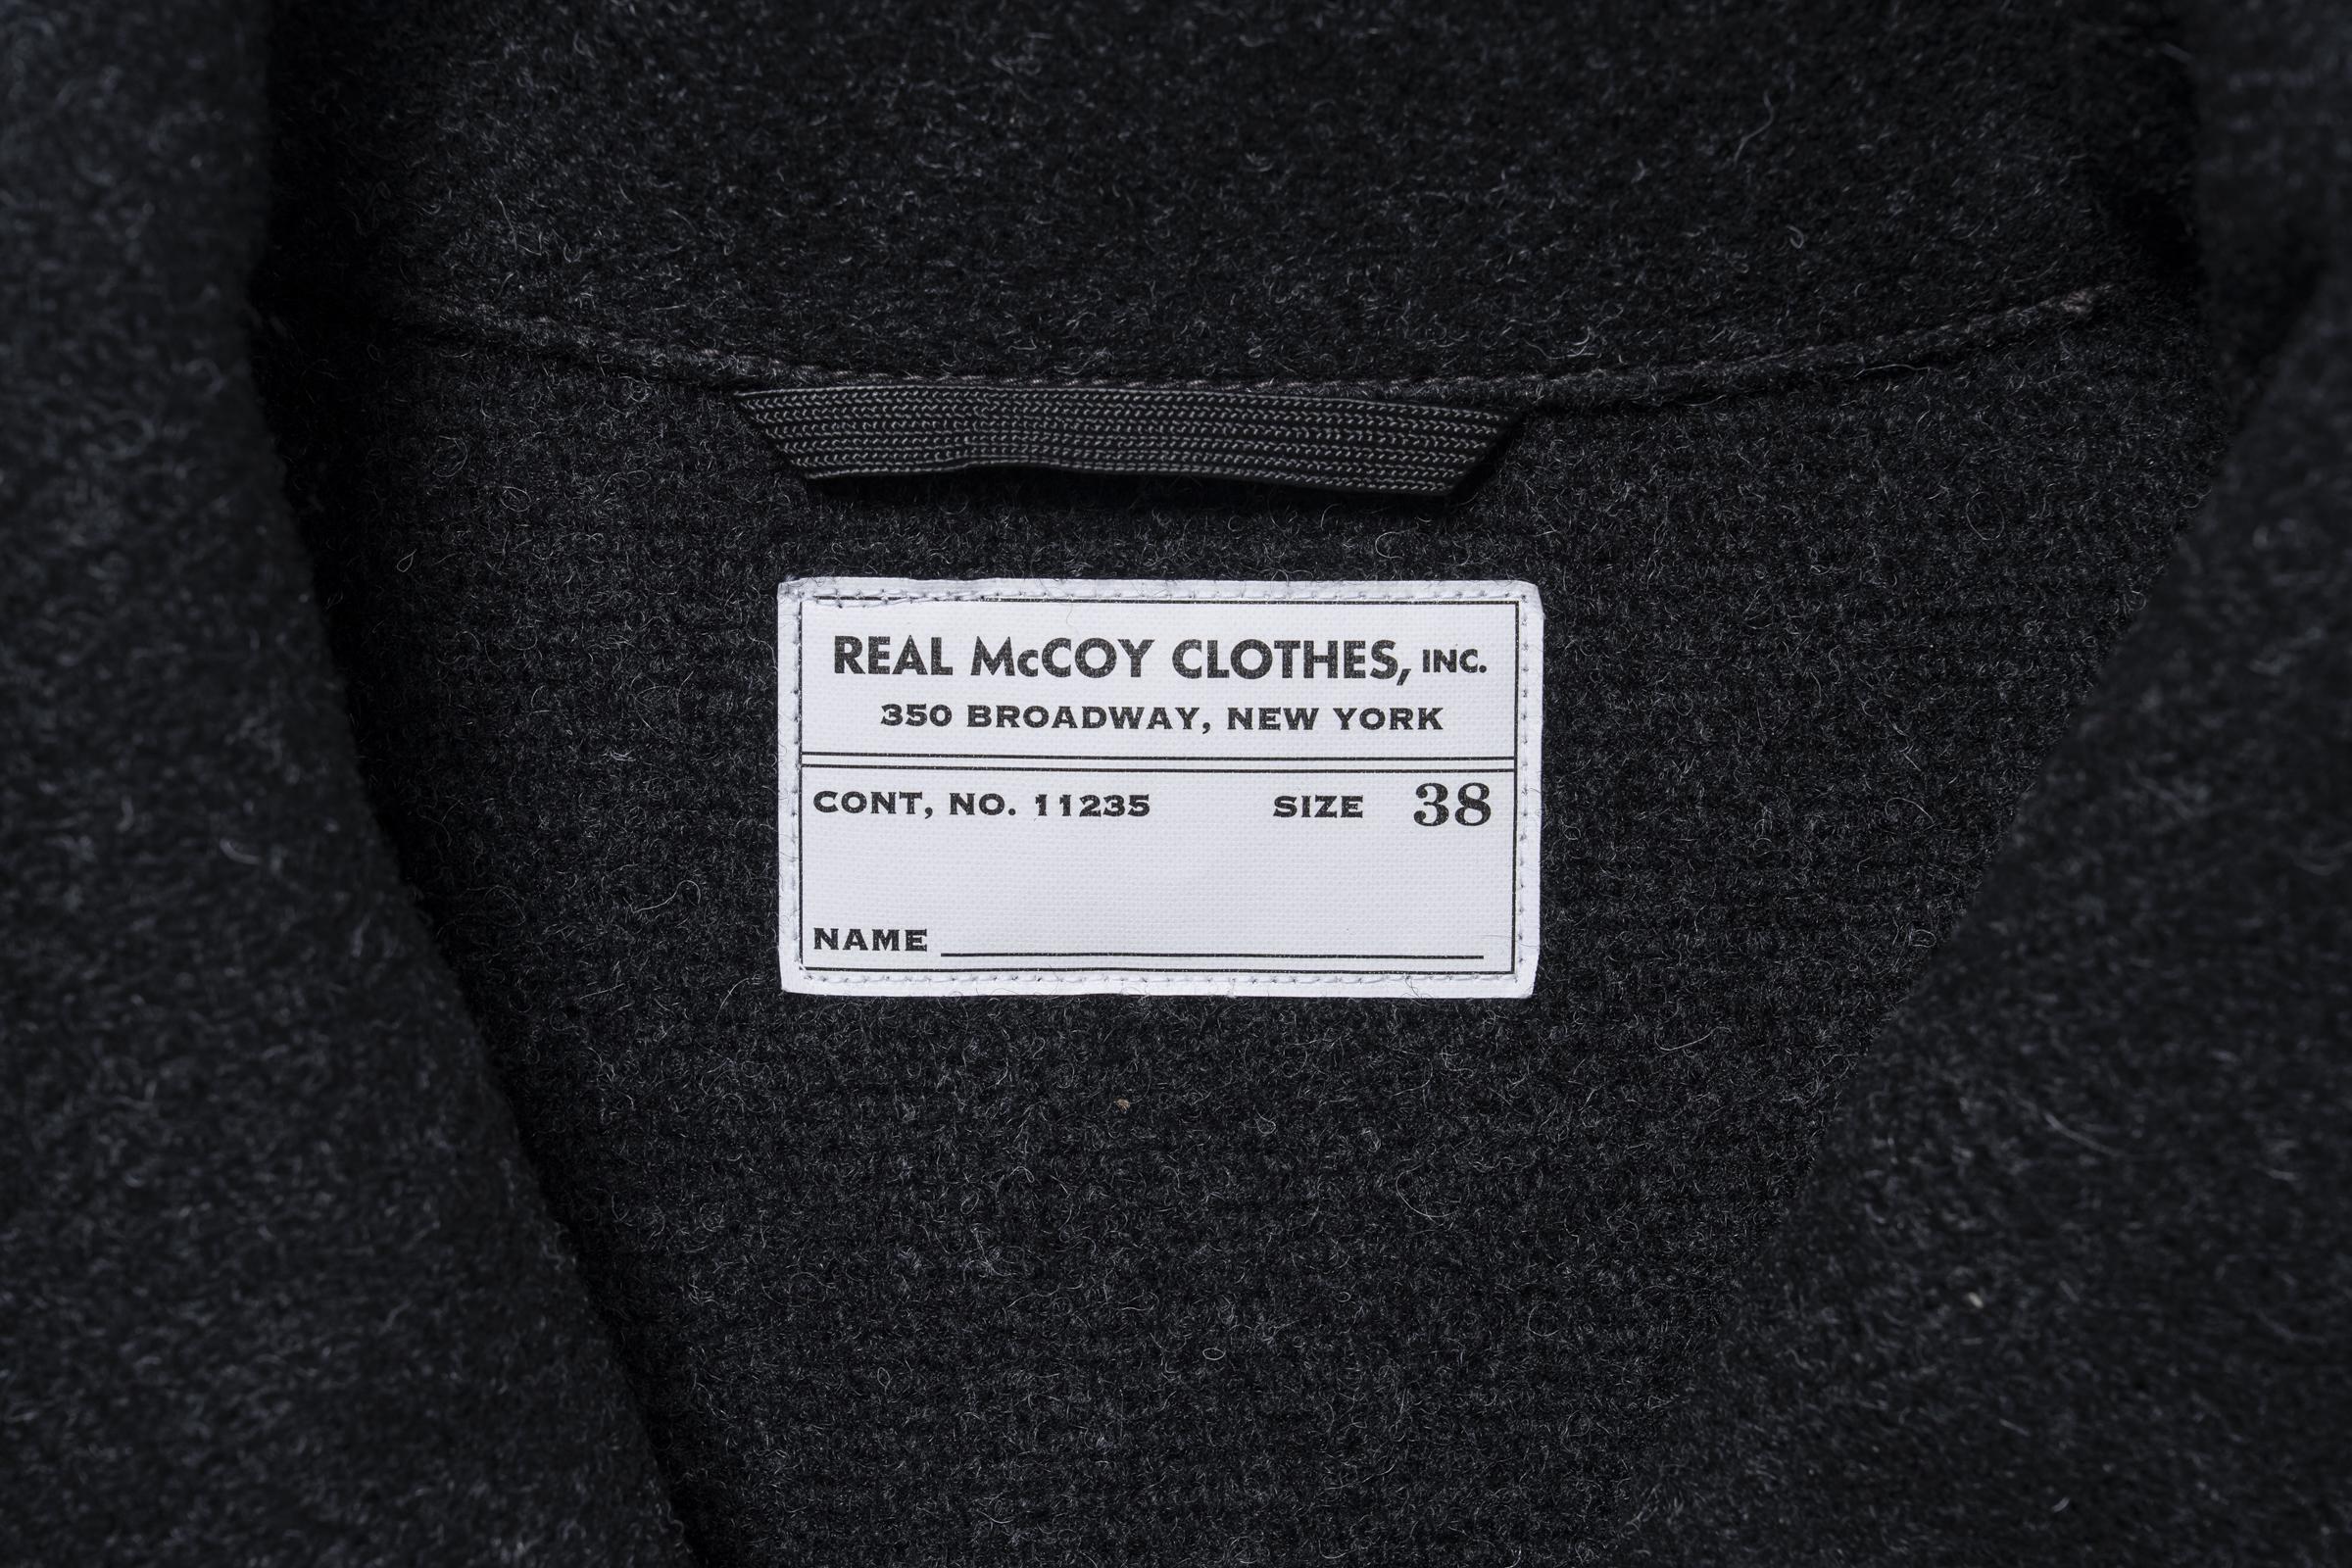 REAL McCOY CLOTHES, INC.
350 BROADWAY, NEW YORK
CONT, NO. 11235 SIZE 38
NAME